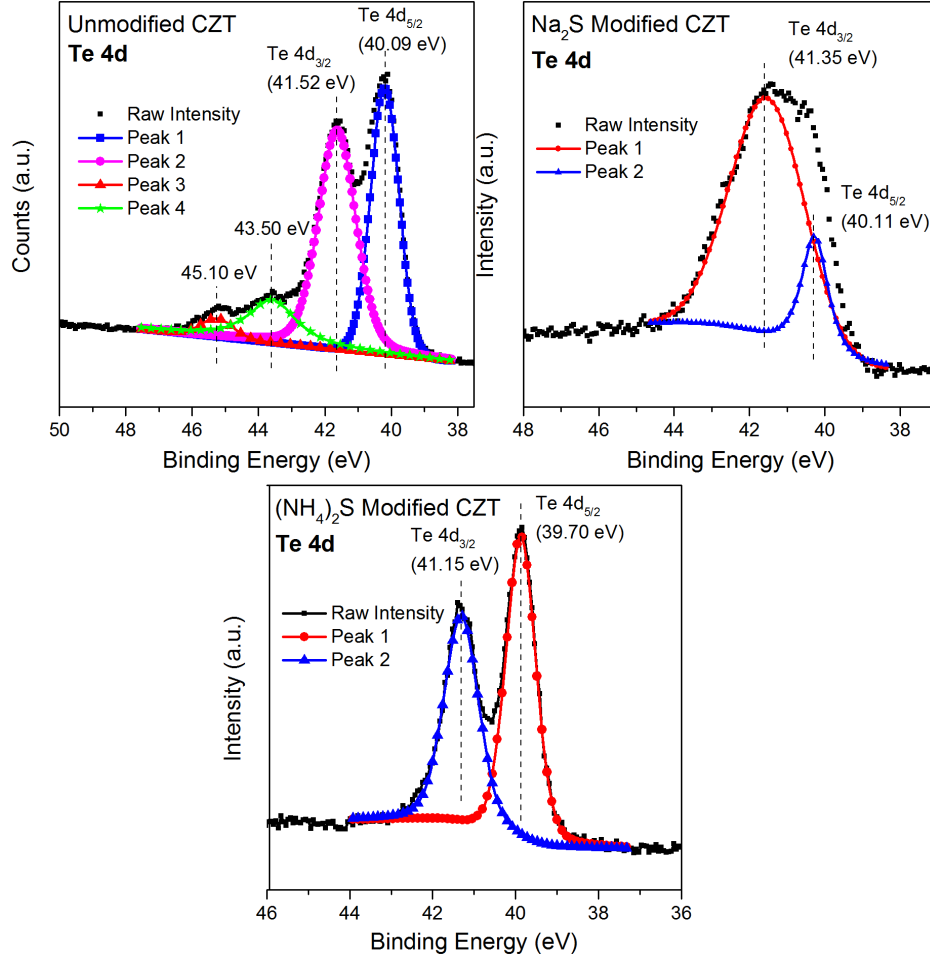 Unmodified CZT
Te 4d
Te 4d5/2
(40.09 eV)
Te 4d3/2
(41.52 eV)
Raw Intensity
Peak 1
Peak 2
Peak 3
Peak 4
43.50 eV
45.10 eV
Counts (a.u.)
50 48 46 44 42 40 38
Binding Energy (eV)
Na2S Modified CZT
Te 4d
Te 4d3/2
(41.35 eV)
Raw Intensity
Peak 1
Peak 2
Te 4d5/2
(40.11 eV)
Intensity (a.u.)
48 46 44 42 40 38
Binding Energy (eV)
(NH4)2S Modified CZT
Te 4d
Te 4d5/2
(39.70 eV)
Te 4d3/2
(41.15 eV)
Raw Intensity
Peak 1
Peak 2
Intensity (a.u.)
46 44 42 40 38 36
Binding Energy (eV)